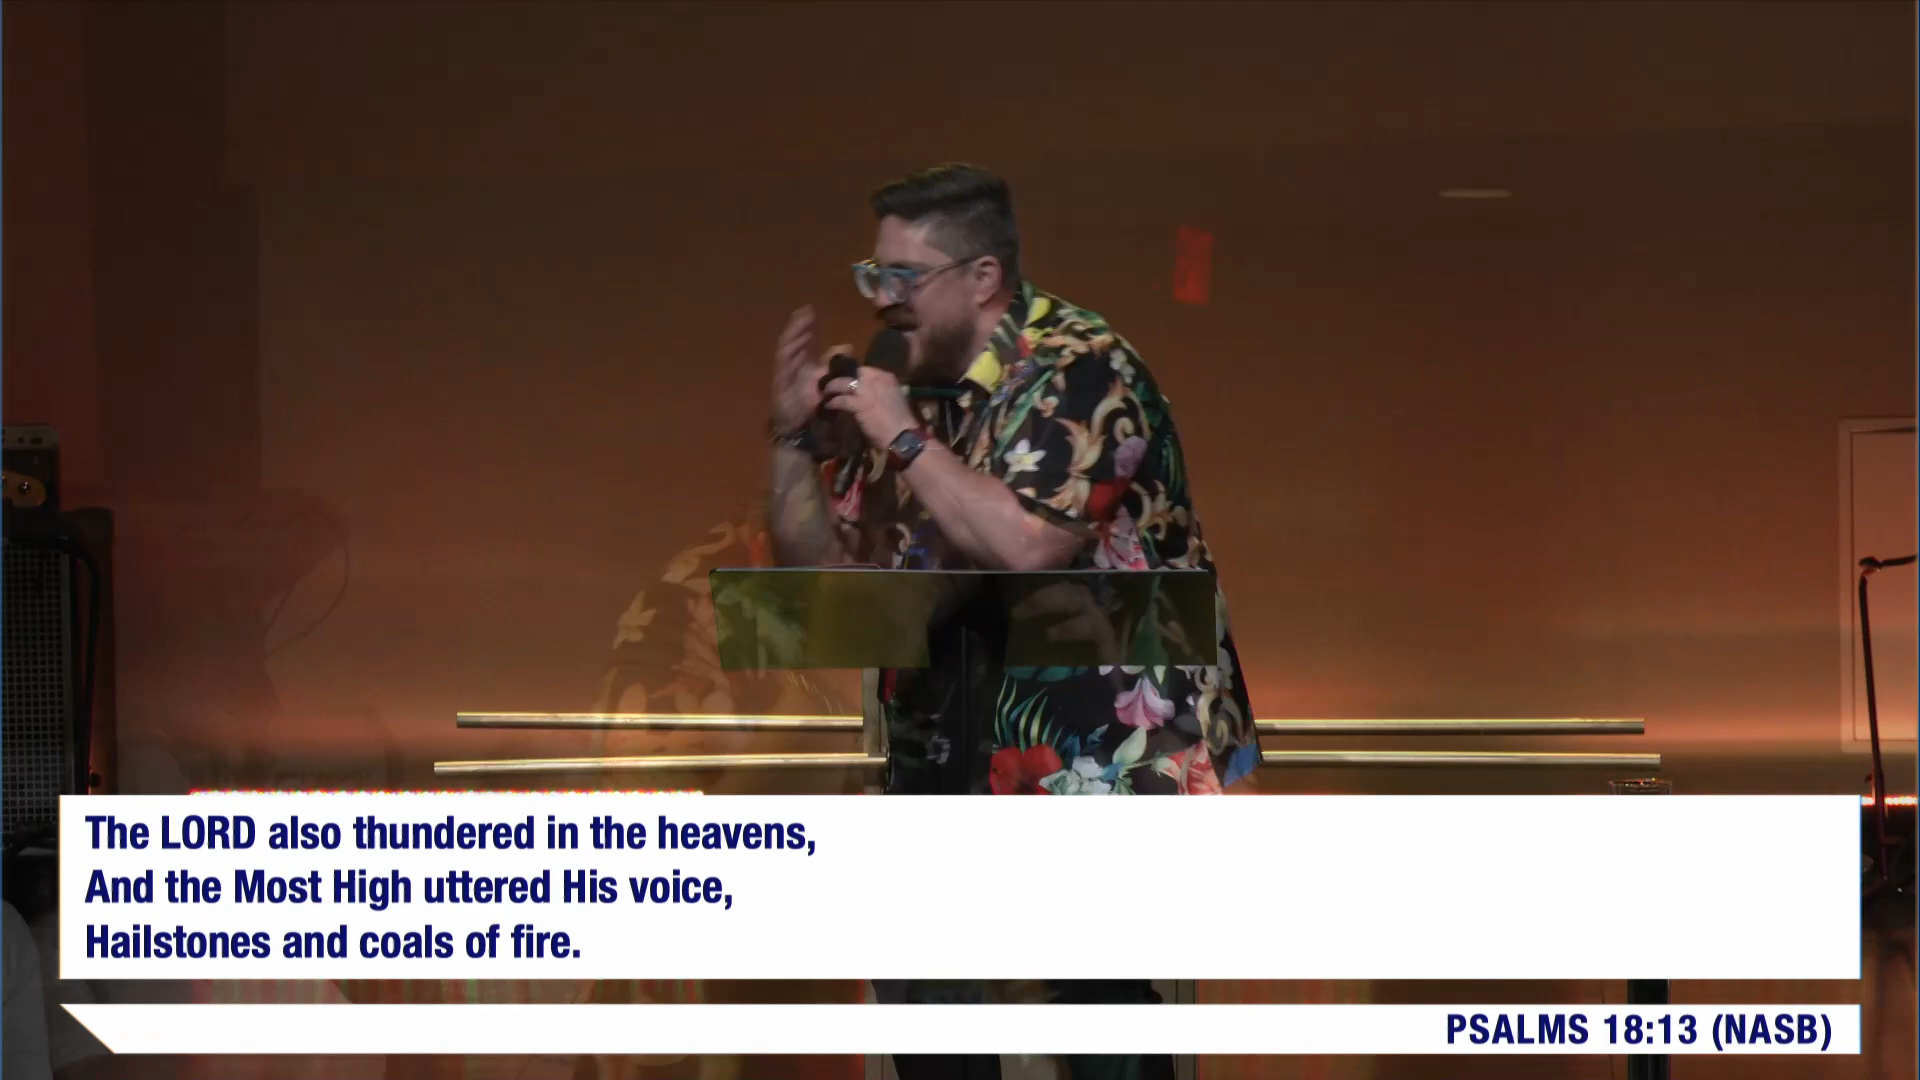 The LORD also thundered in the heavens,
And the Most High uttered His voice,
Hailstones and coals of fire.
PSALMS 18:13 (NASB)